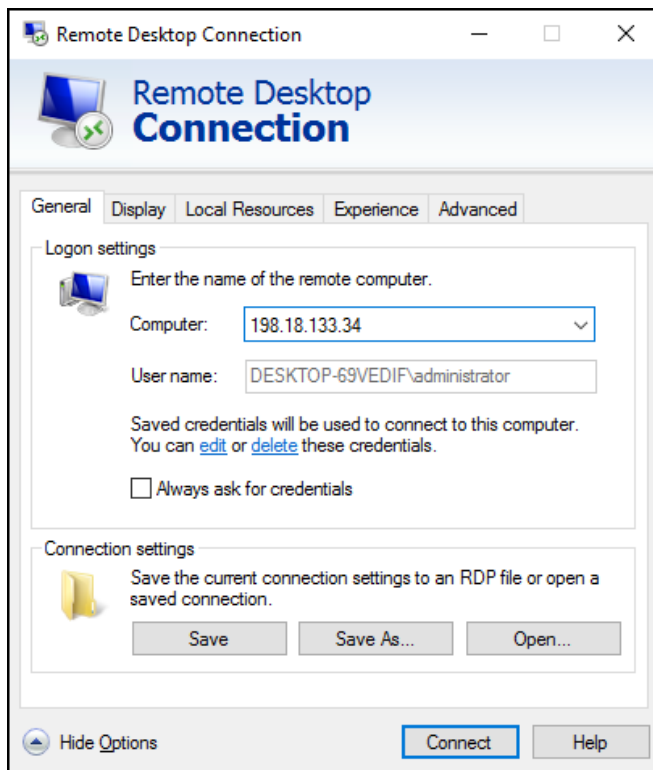 Remote Desktop Connection
Remote Desktop
Connection
General Display Local Resources Experience Advanced
Logon settings
Enter the name of the remote computer.
Computer: 198.18.133.34
User name: DESKTOP-69VEDIF\administrator
Saved credentials will be used to connect to this computer.
You can edit or delete these credentials.
Always ask for credentials
Connection settings
Save the current connection settings to an RDP file or open a
saved connection.
Save Save As... Open...
Hide Options Connect Help